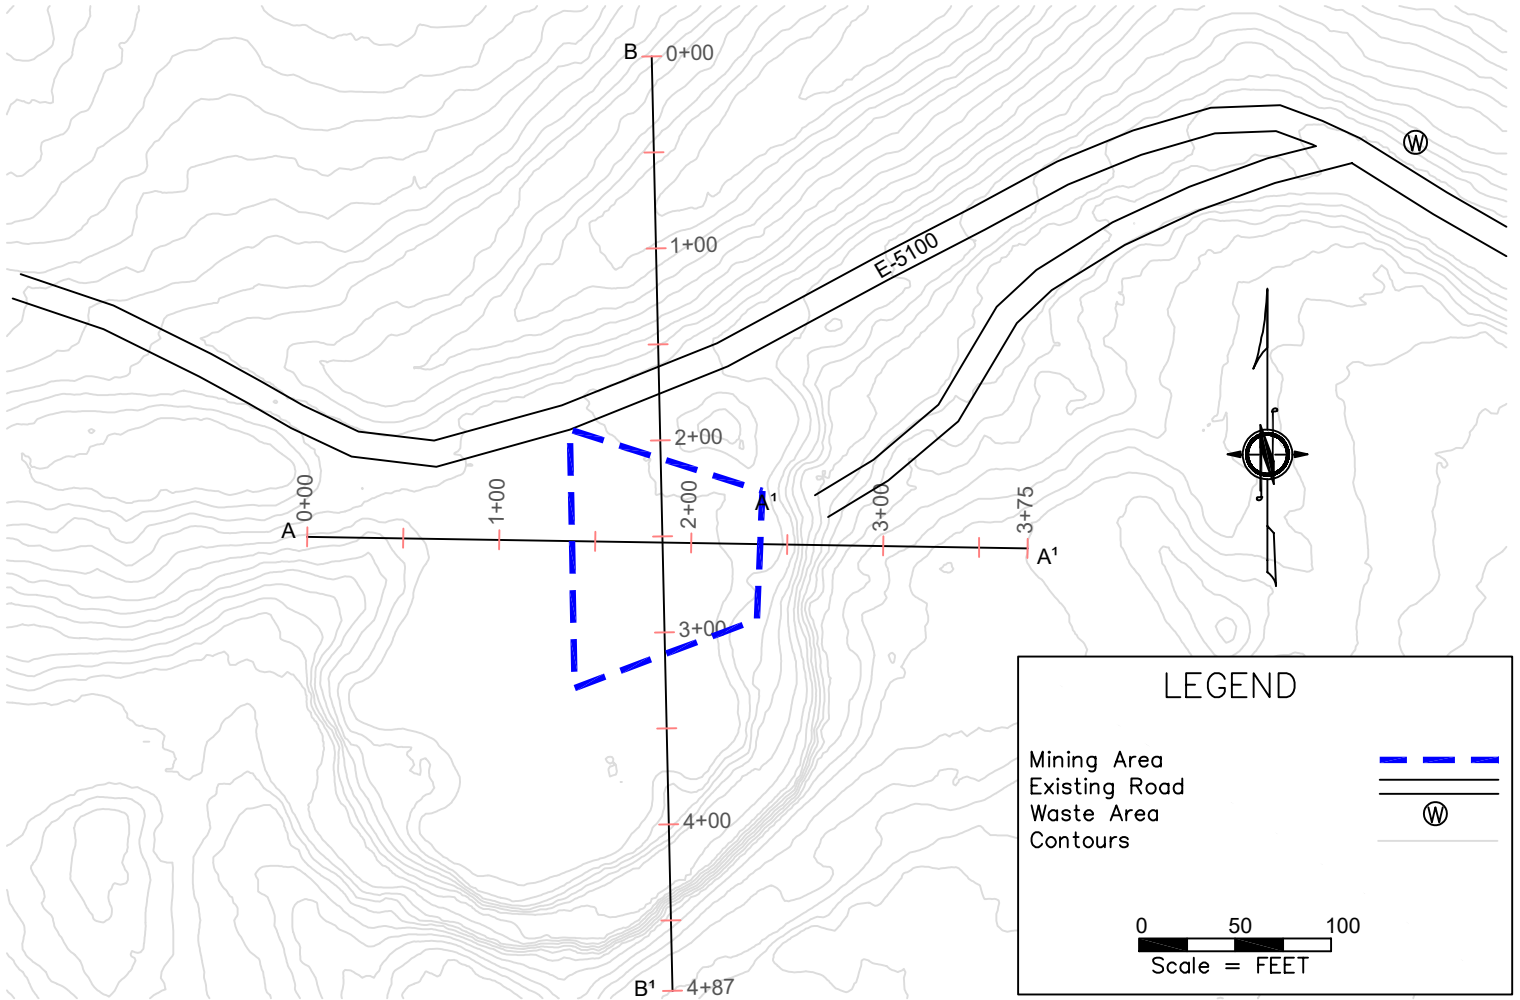 B 0+00
W
1+00
E-5100
2+00
0+00
1+00
2+00
A¹
3+00
3+75
A
A¹
3+00
LEGEND
Mining Area
Existing Road
Waste Area W
Contours
4+00
0 50 100
Scale = FEET
B¹ 4+87